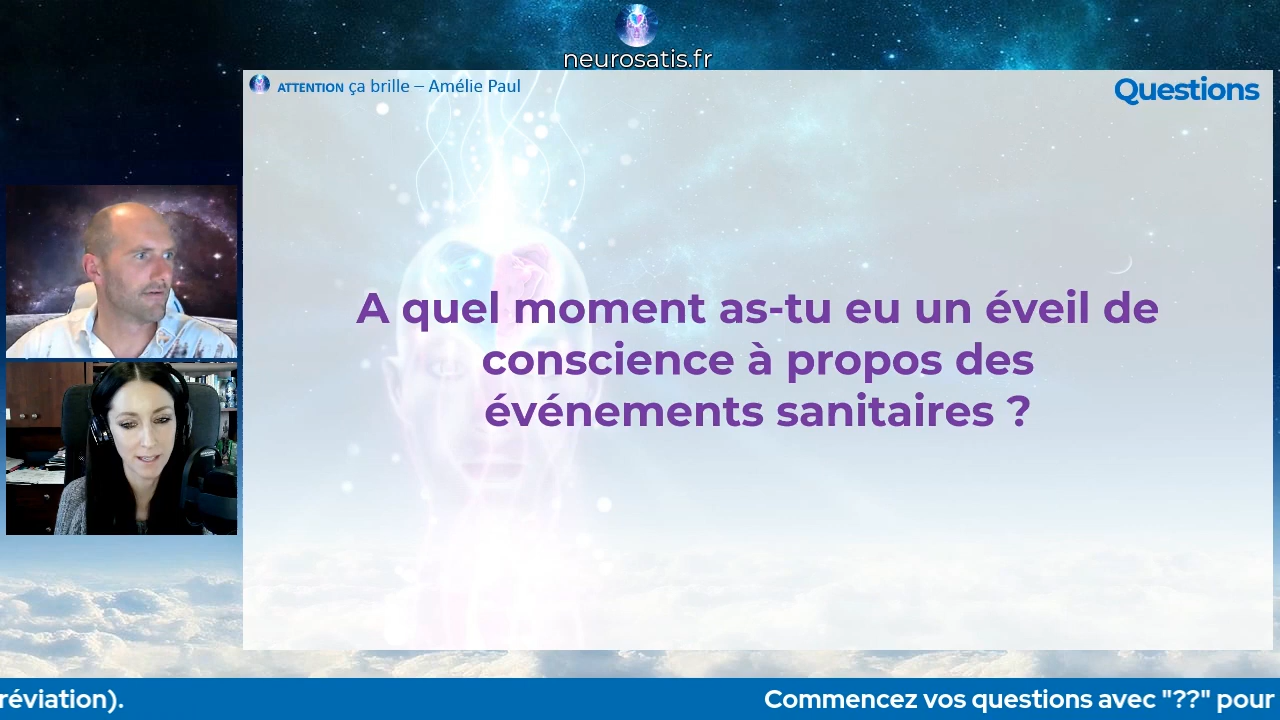 neurosatis.fr
ATTENTION ça brille – Amélie Paul
Questions
A quel moment as-tu eu un éveil de
conscience à propos des
événements sanitaires ?
réviation). Commencez vos questions avec "??" pour